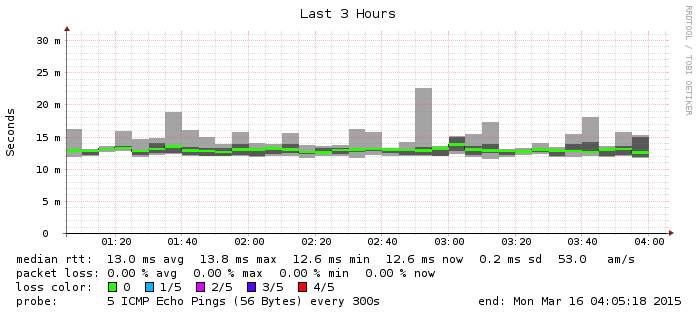 Last 3 Hours
RRDTOOL / TOBI OETIKER
Seconds
30 m
25 m
20 m
15 m
10 m
5 m
0
01:20 01:40 02:00 02:20 02:40 03:00 03:20 03:40 04:00
median rtt: 13.0 ms avg 13.8 ms max 12.6 ms min 12.6 ms now 0.2 ms sd 53.0 am/s
packet loss: 0.00 % avg 0.00 % max 0.00 % min 0.00 % now
loss color: 0 1/5 2/5 3/5 4/5
probe: 5 ICMP Echo Pings (56 Bytes) every 300s end: Mon Mar 16 04:05:18 2015